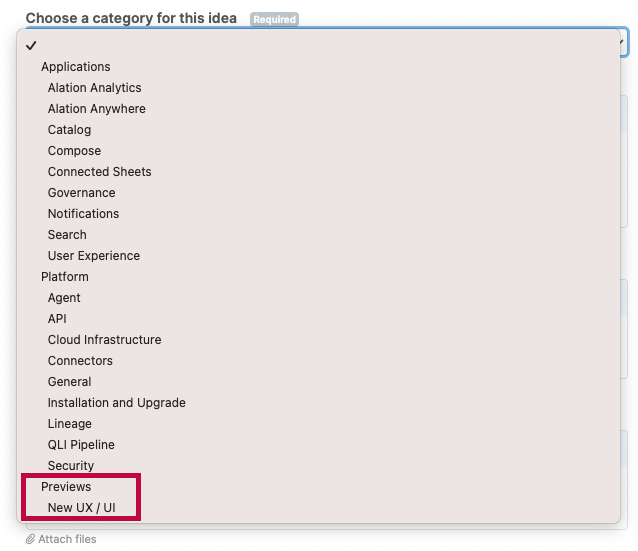 Choose a category for this idea Required
Applications
Alation Analytics
Alation Anywhere
Catalog
Compose
Connected Sheets
Governance
Notifications
Search
User Experience
Platform
Agent
API
Cloud Infrastructure
Connectors
General
Installation and Upgrade
Lineage
QLI Pipeline
Security
Previews
New UX / UI
Attach files